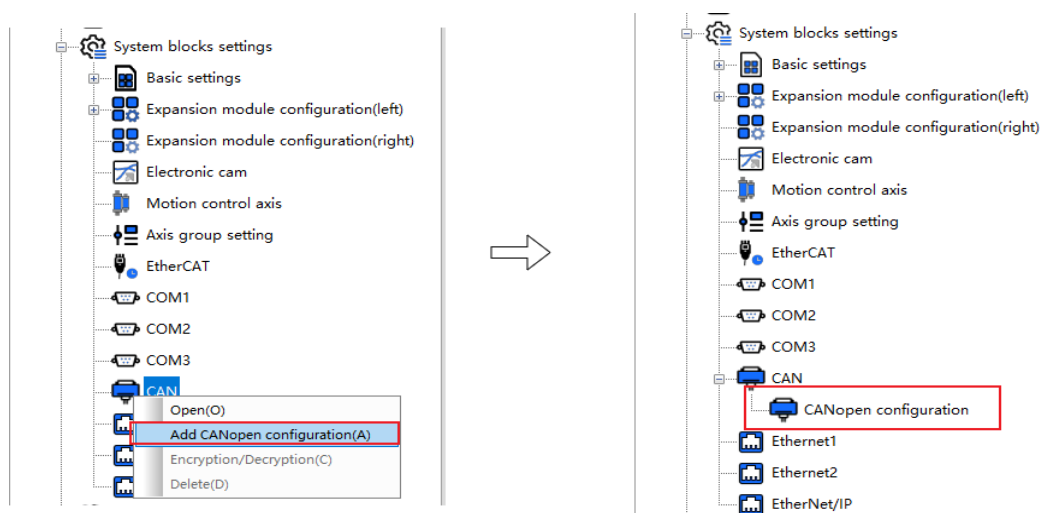 System blocks settings
Basic settings
Expansion module configuration(left)
Expansion module configuration(right)
Electronic cam
Motion control axis
Axis group setting
EtherCAT
COM1
COM2
COM3
CAN
Open(O)
Add CANopen configuration(A)
Encryption/Decryption(C)
Delete(D)
System blocks settings
Basic settings
Expansion module configuration(left)
Expansion module configuration(right)
Electronic cam
Motion control axis
Axis group setting
EtherCAT
COM1
COM2
COM3
CAN
CANopen configuration
Ethernet1
Ethernet2
EtherNet/IP